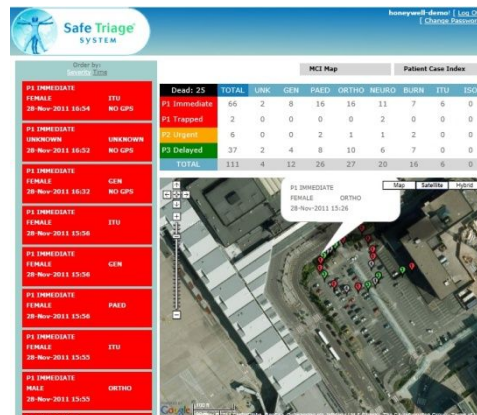 Safe Triage
SYSTEM
honeywell-demo! [ Log O
[ Change Passwor
Order by:
Severity Time
MCI Map
Patient Case Index
P1 IMMEDIATE
FEMALE ITU
28-Nov-2011 16:54 NO GPS
P1 IMMEDIATE
UNKNOWN UNKNOWN
28-Nov-2011 16:52 NO GPS
P1 IMMEDIATE
FEMALE GEN
28-Nov-2011 16:32 NO GPS
P1 IMMEDIATE
FEMALE ITU
28-Nov-2011 15:56
P1 IMMEDIATE
FEMALE GEN
28-Nov-2011 15:56
P1 IMMEDIATE
FEMALE PAED
28-Nov-2011 15:56
P1 IMMEDIATE
FEMALE ITU
28-Nov-2011 15:55
P1 IMMEDIATE
MALE ORTHO
28-Nov-2011 15:55
Dead: 25 TOTAL UNK GEN PAED ORTHO NEURO BURN ITU ISO
P1 Immediate 66 2 8 16 16 11 7 6 0
P1 Trapped 2 0 0 0 0 2 0 0 0
P2 Urgent 6 0 0 2 1 1 2 0 0
P3 Delayed 37 2 4 8 10 6 7 0 0
TOTAL 111 4 12 26 27 20 16 6 0
P1 IMMEDIATE
FEMALE ORTHO
28-Nov-2011 15:26
Map Satellite Hybrid
Google